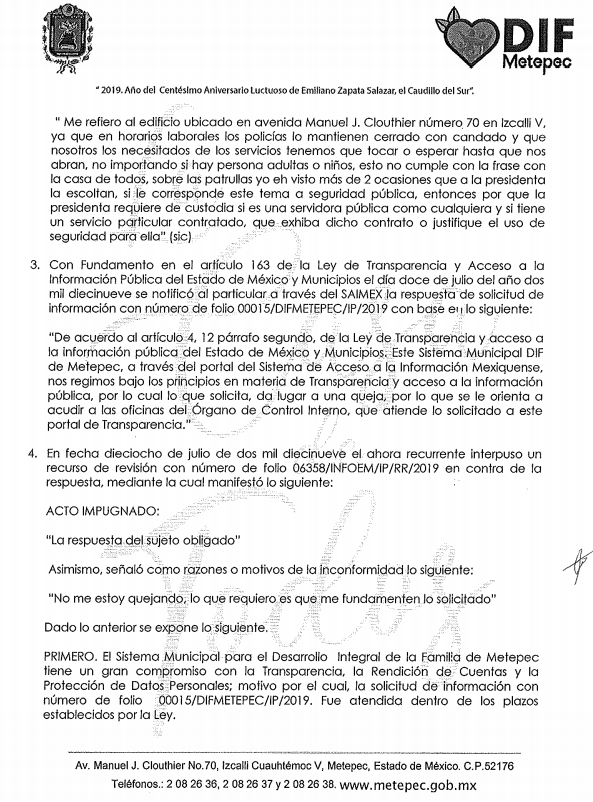 DIF
Metepec
" 2019. Año del Centésimo Aniversario Luctuoso de Emiliano Zapata Salazar, el Caudillo del Sur".
" Me refiero al edificio ubicado en avenida Manuel J. Clouthier número 70 en Izcalli V,
ya que en horarios laborales los policías lo mantienen cerrado con candado y que
nosotros los necesitados de los servicios tenemos que tocar o esperar hasta que nos
abran, no importando si hay persona adultas o niños, esto no cumple con la frase con
la casa de todos, sobre las patrullas yo eh visto más de 2 ocasiones que a la presidenta
la escoltan, si le corresponde este tema a seguridad pública, entonces por que la
presidenta requiere de custodia si es una servidora pública como cualquiera y si tiene
un servicio particular contratado, que exhiba dicho contrato o justifique el uso de
seguridad para ella" (sic)
3. Con Fundamento en el artículo 163 de la Ley de Transparencia y Acceso a la
Información Pública del Estado de México y Municipios el día doce de julio del año dos
mil diecinueve se notificó al particular a través del SAIMEX la respuesta de solicitud de
información con número de folio 00015/DIFMETEPEC/IP/2019 con base en lo siguiente:
"De acuerdo al artículo 4, 12 párrafo segundo, de la Ley de Transparencia y acceso a
la información pública del Estado de México y Municipios. Este Sistema Municipal DIF
de Metepec, a través del portal del Sistema de Acceso a la Información Mexiquense,
nos regimos bajo los principios en materia de Transparencia y acceso a la información
pública, por lo cual lo que solicita, da lugar a una queja, por lo que se le orienta a
acudir a las oficinas del Órgano de Control Interno, que atiende lo solicitado a este
portal de Transparencia."
4. En fecha dieciocho de julio de dos mil diecinueve el ahora recurrente interpuso un
recurso de revisión con número de folio 06358/INFOEM/IP/RR/2019 en contra de la
respuesta, mediante la cual manifestó lo siguiente:
ACTO IMPUGNADO:
"La respuesta del sujeto obligado"
Asimismo, señaló como razones o motivos de la inconformidad lo siguiente:
"No me estoy quejando, lo que requiero es que me fundamenten lo solicitado"
Dado lo anterior se expone lo siguiente.
PRIMERO. El Sistema Municipal para el Desarrollo Integral de la Familia de Metepec
tiene un gran compromiso con la Transparencia, la Rendición de Cuentas y la
Protección de Datos Personales; motivo por el cual, la solicitud de información con
número de folio 00015/DIFMETEPEC/IP/2019. Fue atendida dentro de los plazos
establecidos por la Ley.
Av. Manuel J. Clouthier No.70, Izcalli Cuauhtémoc V, Metepec, Estado de México. C.P.52176
Teléfonos.: 2 08 26 36, 2 08 26 37 y 2 08 26 38. www.metepec.gob.mx